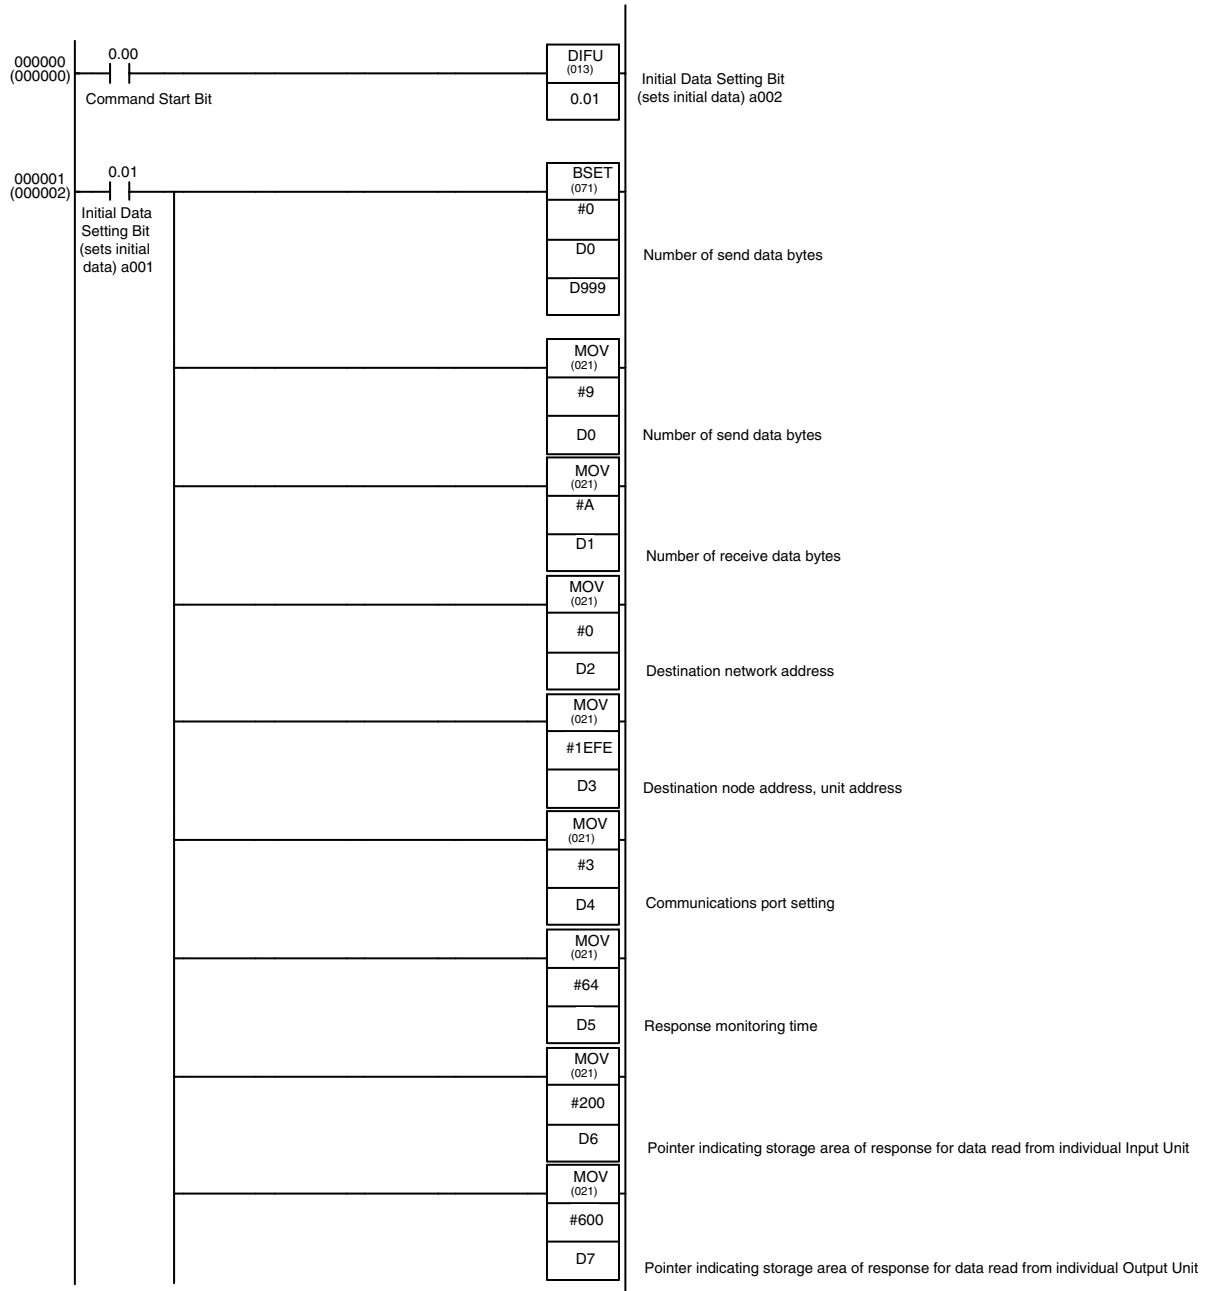 000000
(000000)
0.00
Command Start Bit
DIFU
(013)
0.01
Initial Data Setting Bit
(sets initial data) a002
000001
(000002)
0.01
Initial Data
Setting Bit
(sets initial
data) a001
BSET
(071)
#0
D0
Number of send data bytes
D999
MOV
(021)
#9
D0
Number of send data bytes
MOV
(021)
#A
D1
Number of receive data bytes
MOV
(021)
#0
D2
Destination network address
MOV
(021)
#1EFE
D3
Destination node address, unit address
MOV
(021)
#3
D4
Communications port setting
MOV
(021)
#64
D5
Response monitoring time
MOV
(021)
#200
D6
Pointer indicating storage area of response for data read from individual Input Unit
MOV
(021)
#600
D7
Pointer indicating storage area of response for data read from individual Output Unit